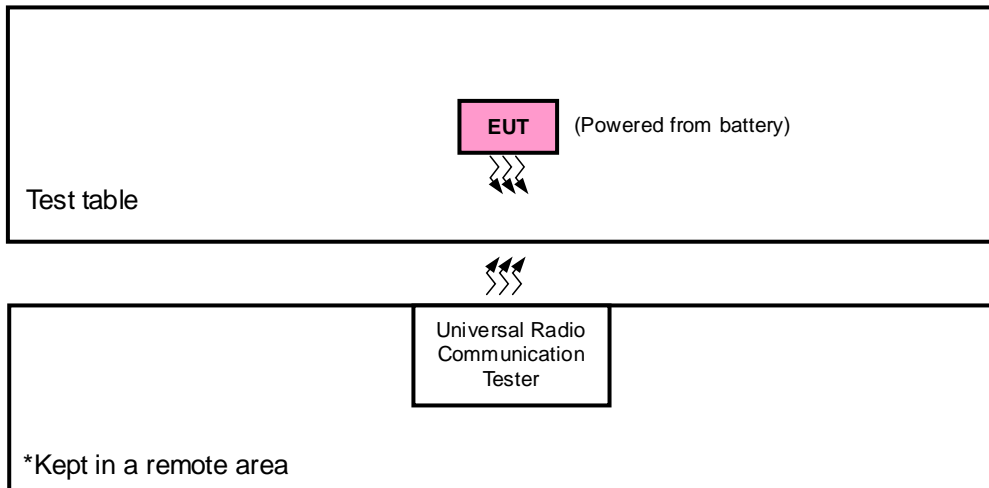 EUT
(Powered from battery)
Test table
Universal Radio
Communication
Tester
*Kept in a remote area